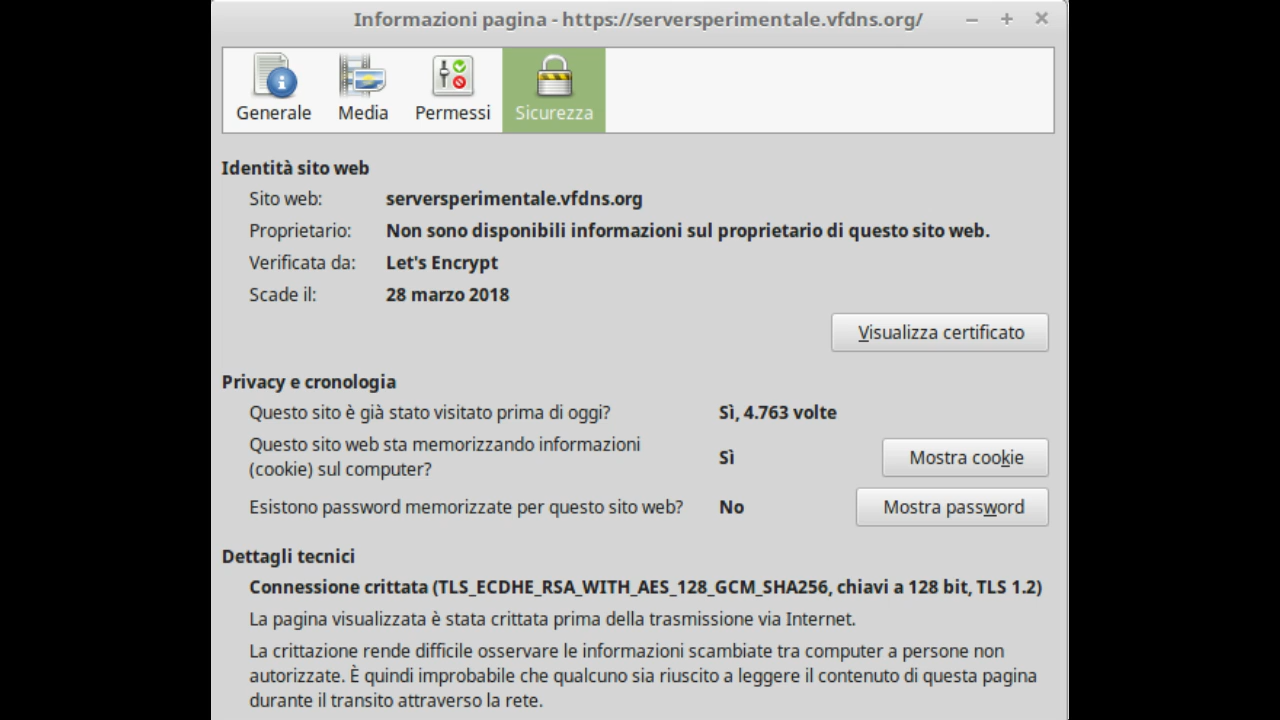 Informazioni pagina - https://serversperimentale.vfdns.org/
Generale Media Permessi Sicurezza
Identità sito web
Sito web: serversperimentale.vfdns.org
Proprietario: Non sono disponibili informazioni sul proprietario di questo sito web.
Verificata da: Let's Encrypt
Scade il: 28 marzo 2018
Visualizza certificato
Privacy e cronologia
Questo sito è già stato visitato prima di oggi? Sì, 4.763 volte
Questo sito web sta memorizzando informazioni
(cookie) sul computer? Sì Mostra cookie
Esistono password memorizzate per questo sito web? No Mostra password
Dettagli tecnici
Connessione crittata (TLS_ECDHE_RSA_WITH_AES_128_GCM_SHA256, chiavi a 128 bit, TLS 1.2)
La pagina visualizzata è stata crittata prima della trasmissione via Internet.
La crittazione rende difficile osservare le informazioni scambiate tra computer a persone non
autorizzate. È quindi improbabile che qualcuno sia riuscito a leggere il contenuto di questa pagina
durante il transito attraverso la rete.